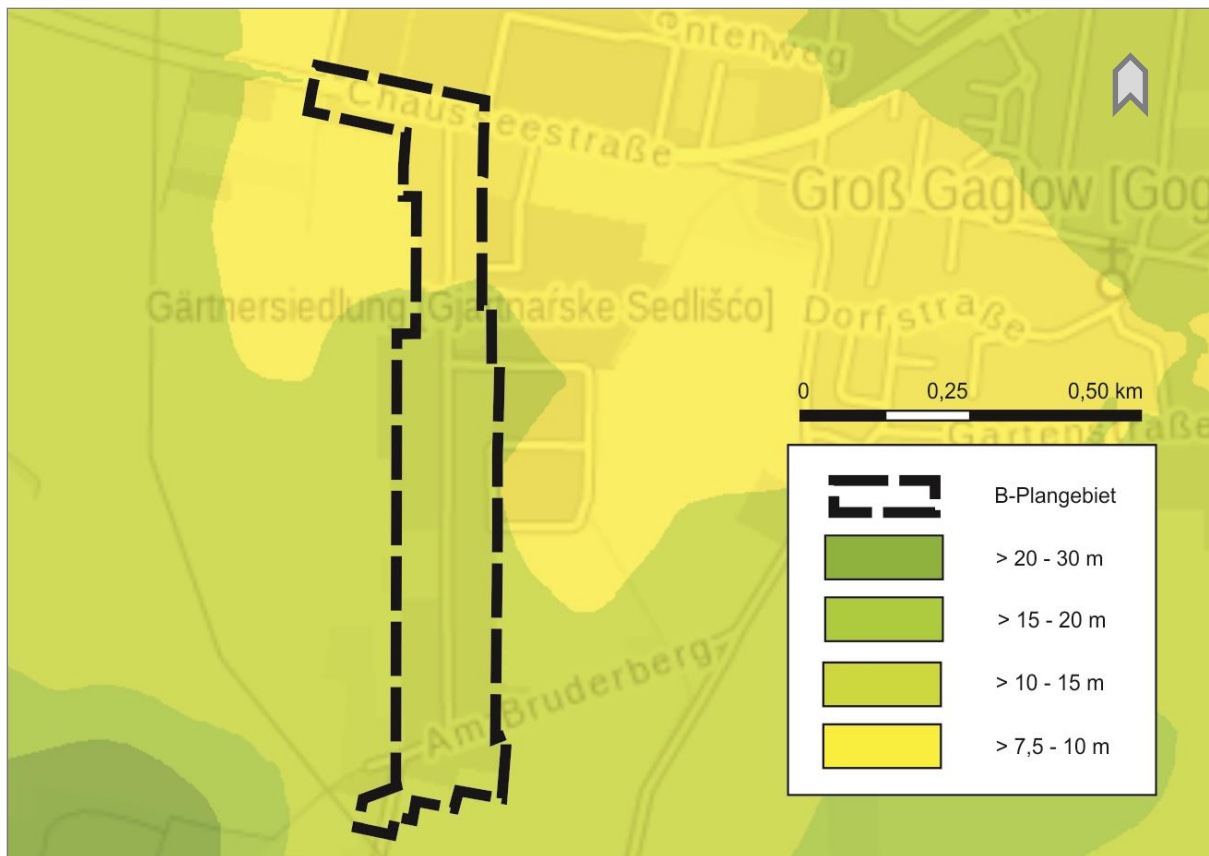 entenweg
Chausseestraße
Groß Gaglow [Gog
Gärtnersiedlung [Gjartnaŕske Sedlišćo]
Dorfstraße
0 0,25 0,50 km
Gartenstraße
B-Plangebiet
> 20 - 30 m
> 15 - 20 m
> 10 - 15 m
> 7,5 - 10 m
Am Bruderberg